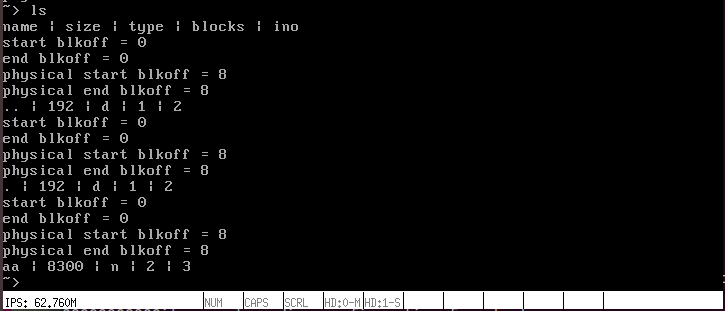 ~> ls
name ¦ size ¦ type ¦ blocks ¦ ino
start blkoff = 0
end blkoff = 0
physical start blkoff = 8
physical end blkoff = 8
.. ¦ 192 ¦ d ¦ 1 ¦ 2
start blkoff = 0
end blkoff = 0
physical start blkoff = 8
physical end blkoff = 8
. ¦ 192 ¦ d ¦ 1 ¦ 2
start blkoff = 0
end blkoff = 0
physical start blkoff = 8
physical end blkoff = 8
aa ¦ 8300 ¦ n ¦ 2 ¦ 3
~>
IPS: 62.760M NUM CAPS SCRL HD:0-M HD:1-S